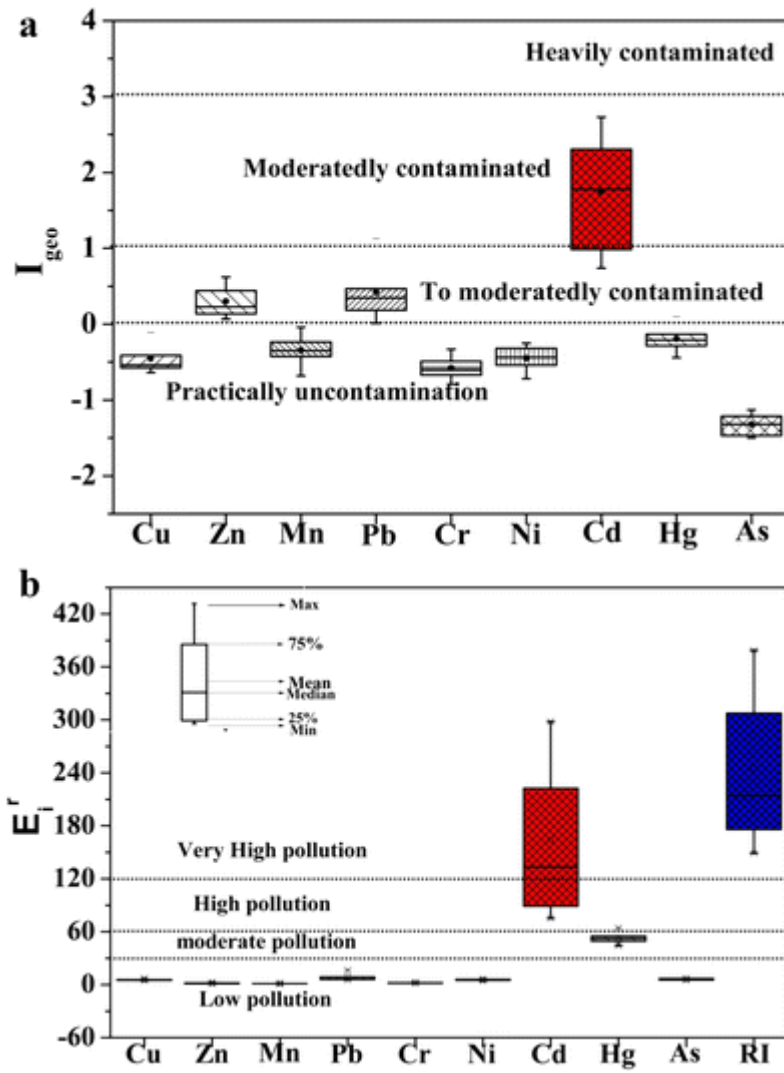 a
4
Heavily contaminated
3
Moderatedly contaminated
2
1
To moderatedly contaminated
0
Practically uncontamination
-1
-2
I geo
Cu Zn Mn Pb Cr Ni Cd Hg As
b
420
Max
75%
360
Mean
Median
300
25%
Min
240
180
Very High pollution
120
High pollution
60
moderate pollution
0
Low pollution
-60
E i r
Cu Zn Mn Pb Cr Ni Cd Hg As RI